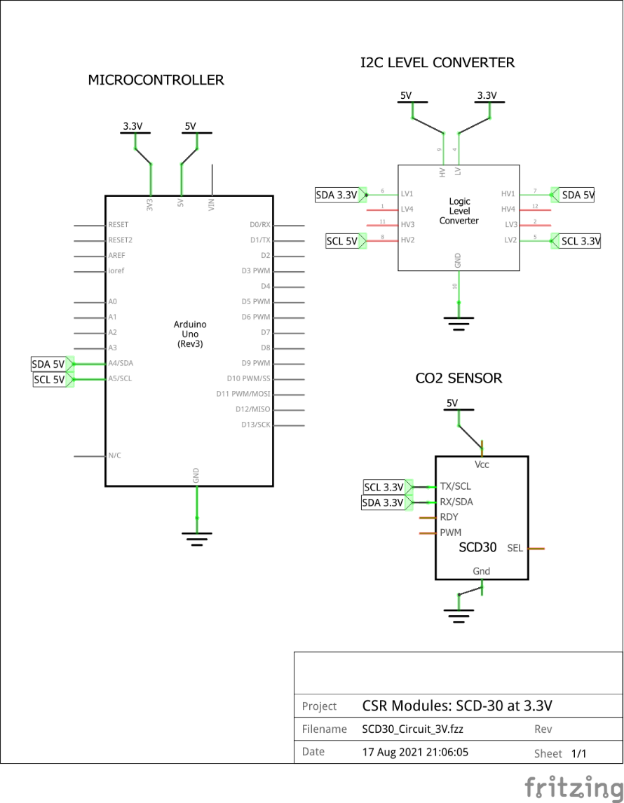 I2C LEVEL CONVERTER
MICROCONTROLLER
5V
3.3V
3.3V
5V
HV
LV
SDA 3.3V
LV1
HV1
SDA 5V
LV4
HV4
HV3
LV3
SCL 5V
HV2
LV2
SCL 3.3V
Logic
Level
Converter
GND
3V3
5V
VIN
RESET
RESET2
AREF
ioref
A0
A1
A2
A3
SDA 5V
A4/SDA
SCL 5V
A5/SCL
N/C
D0/RX
D1/TX
D2
D3 PWM
D4
D5 PWM
D6 PWM
D7
D8
D9 PWM
D10 PWM/SS
D11 PWM/MOSI
D12/MISO
D13/SCK
Arduino
Uno
(Rev3)
GND
CO2 SENSOR
5V
Vcc
SCL 3.3V
TX/SCL
SDA 3.3V
RX/SDA
RDY
PWM
SCD30
SEL
Gnd
Project CSR Modules: SCD-30 at 3.3V
Filename SCD30_Circuit_3V.fzz Rev
Date 17 Aug 2021 21:06:05 Sheet 1/1
fritzing